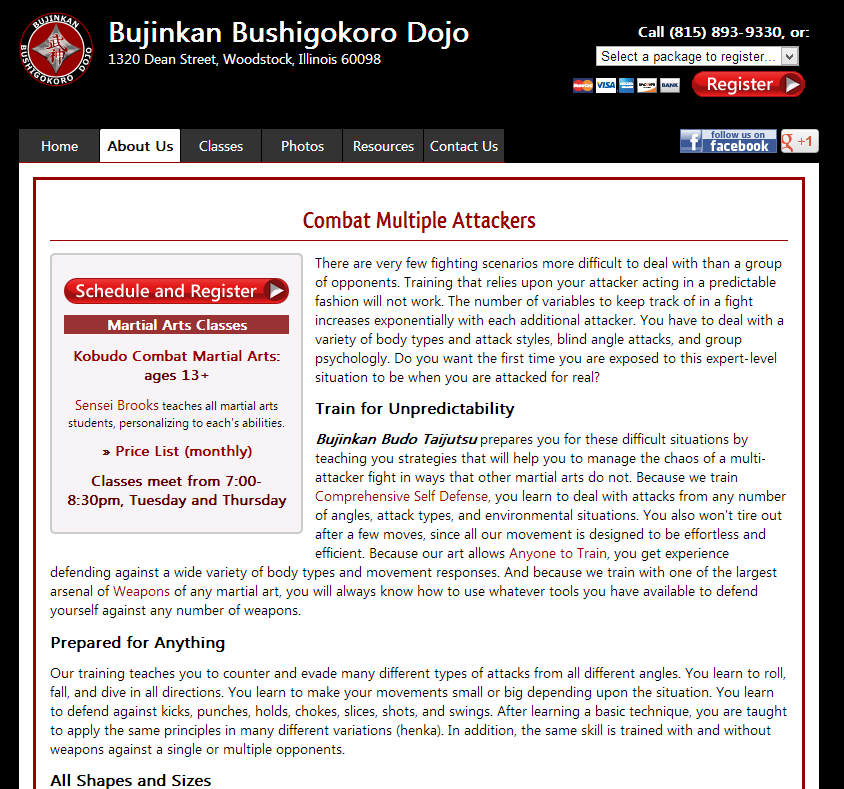 BUJINKAN
武神
BUSHIGOKORO DOJO
Bujinkan Bushigokoro Dojo
1320 Dean Street, Woodstock, Illinois 60098
Call (815) 893-9330, or:
Select a package to register...
VISA
BANK
Register
Home
About Us
Classes
Photos
Resources
Contact Us
follow us on
facebook
g +1
Combat Multiple Attackers
Schedule and Register
Martial Arts Classes
Kobudo Combat Martial Arts:
ages 13+
Sensei Brooks teaches all martial arts
students, personalizing to each's abilities.
» Price List (monthly)
Classes meet from 7:00-
8:30pm, Tuesday and Thursday
There are very few fighting scenarios more difficult to deal with than a group
of opponents. Training that relies upon your attacker acting in a predictable
fashion will not work. The number of variables to keep track of in a fight
increases exponentially with each additional attacker. You have to deal with a
variety of body types and attack styles, blind angle attacks, and group
psychology. Do you want the first time you are exposed to this expert-level
situation to be when you are attacked for real?
Train for Unpredictability
Bujinkan Budo Taijutsu prepares you for these difficult situations by
teaching you strategies that will help you to manage the chaos of a multi-
attacker fight in ways that other martial arts do not. Because we train
Comprehensive Self Defense, you learn to deal with attacks from any number
of angles, attack types, and environmental situations. You also won't tire out
after a few moves, since all our movement is designed to be effortless and
efficient. Because our art allows Anyone to Train, you get experience
defending against a wide variety of body types and movement responses. And because we train with one of the largest
arsenal of Weapons of any martial art, you will always know how to use whatever tools you have available to defend
yourself against any number of weapons.
Prepared for Anything
Our training teaches you to counter and evade many different types of attacks from all different angles. You learn to roll,
fall, and dive in all directions. You learn to make your movements small or big depending upon the situation. You learn
to defend against kicks, punches, holds, chokes, slices, shots, and swings. After learning a basic technique, you are taught
to apply the same principles in many different variations (henka). In addition, the same skill is trained with and without
weapons against a single or multiple opponents.
All Shapes and Sizes